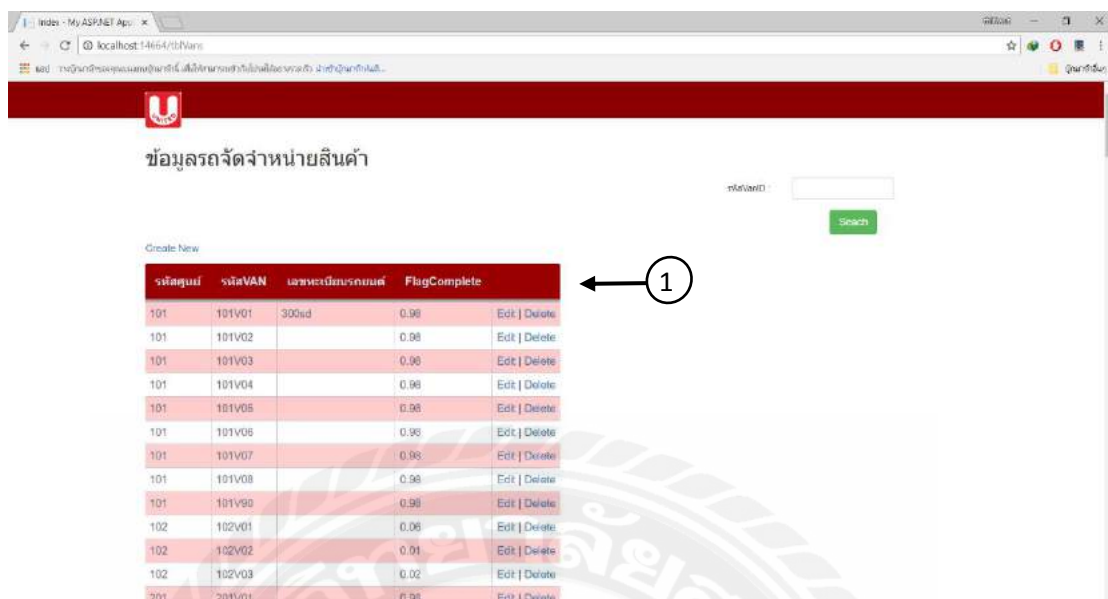 Index - My ASP.NET App
localhost:14664/tblVans
UNITED
ข้อมูลรถจัดจำหน่ายสินค้า
รหัสVanID :
Seach
Create New
รหัสศูนย์ รหัสVAN เลขทะเบียนรถยนต์ FlagComplete
1
101 101V01 300sd 0.98 Edit | Delete
101 101V02 0.98 Edit | Delete
101 101V03 0.98 Edit | Delete
101 101V04 0.98 Edit | Delete
101 101V05 0.98 Edit | Delete
101 101V06 0.98 Edit | Delete
101 101V07 0.98 Edit | Delete
101 101V08 0.98 Edit | Delete
101 101V90 0.98 Edit | Delete
102 102V01 0.06 Edit | Delete
102 102V02 0.01 Edit | Delete
102 102V03 0.02 Edit | Delete
201 201V01 0.98 Edit | Delete